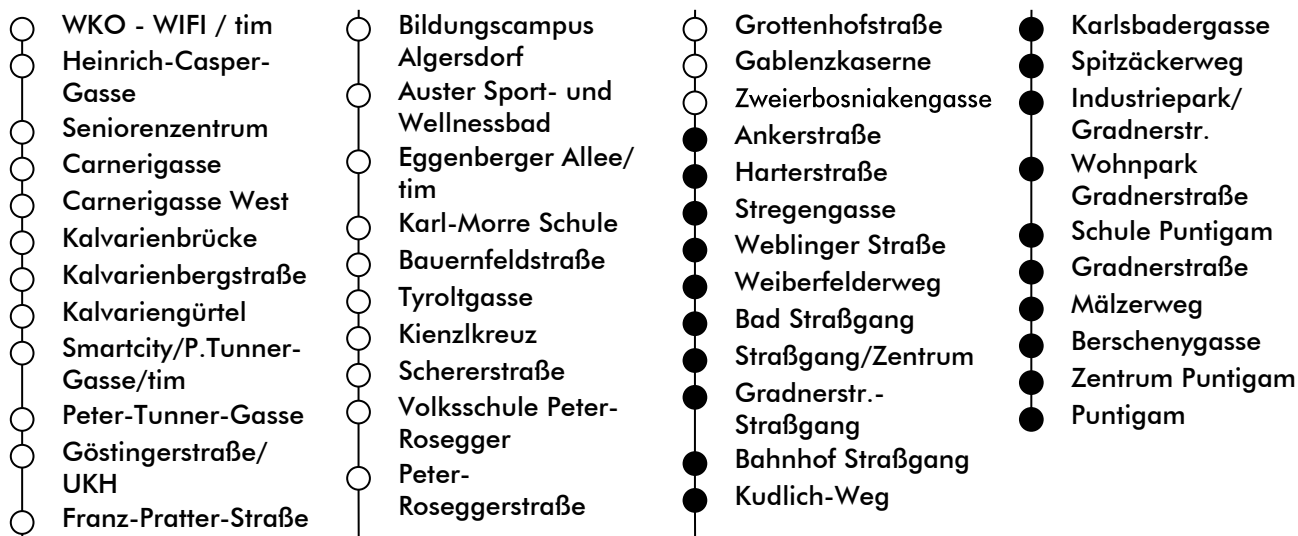 WKO - WIFI / tim
Heinrich-Casper-
Gasse
Seniorenzentrum
Carnerigasse
Carnerigasse West
Kalvarienbrücke
Kalvarienbergstraße
Kalvariengürtel
Smartcity/P.Tunner-
Gasse/tim
Peter-Tunner-Gasse
Göstingerstraße/
UKH
Franz-Pratter-Straße
Bildungscampus
Algersdorf
Auster Sport- und
Wellnessbad
Eggenberger Allee/
tim
Karl-Morre Schule
Bauernfeldstraße
Tyroltgasse
Kienzlkreuz
Schererstraße
Volksschule Peter-
Rosegger
Peter-
Roseggerstraße
Grottenhofstraße
Gablenzkaserne
Zweierbosniakengasse
Ankerstraße
Harterstraße
Stregengasse
Weblinger Straße
Weiberfelderweg
Bad Straßgang
Straßgang/Zentrum
Gradnerstr.-
Straßgang
Bahnhof Straßgang
Kudlich-Weg
Karlsbadergasse
Spitzäckerweg
Industriepark/
Gradnerstr.
Wohnpark
Gradnerstraße
Schule Puntigam
Gradnerstraße
Mälzerweg
Berschenygasse
Zentrum Puntigam
Puntigam